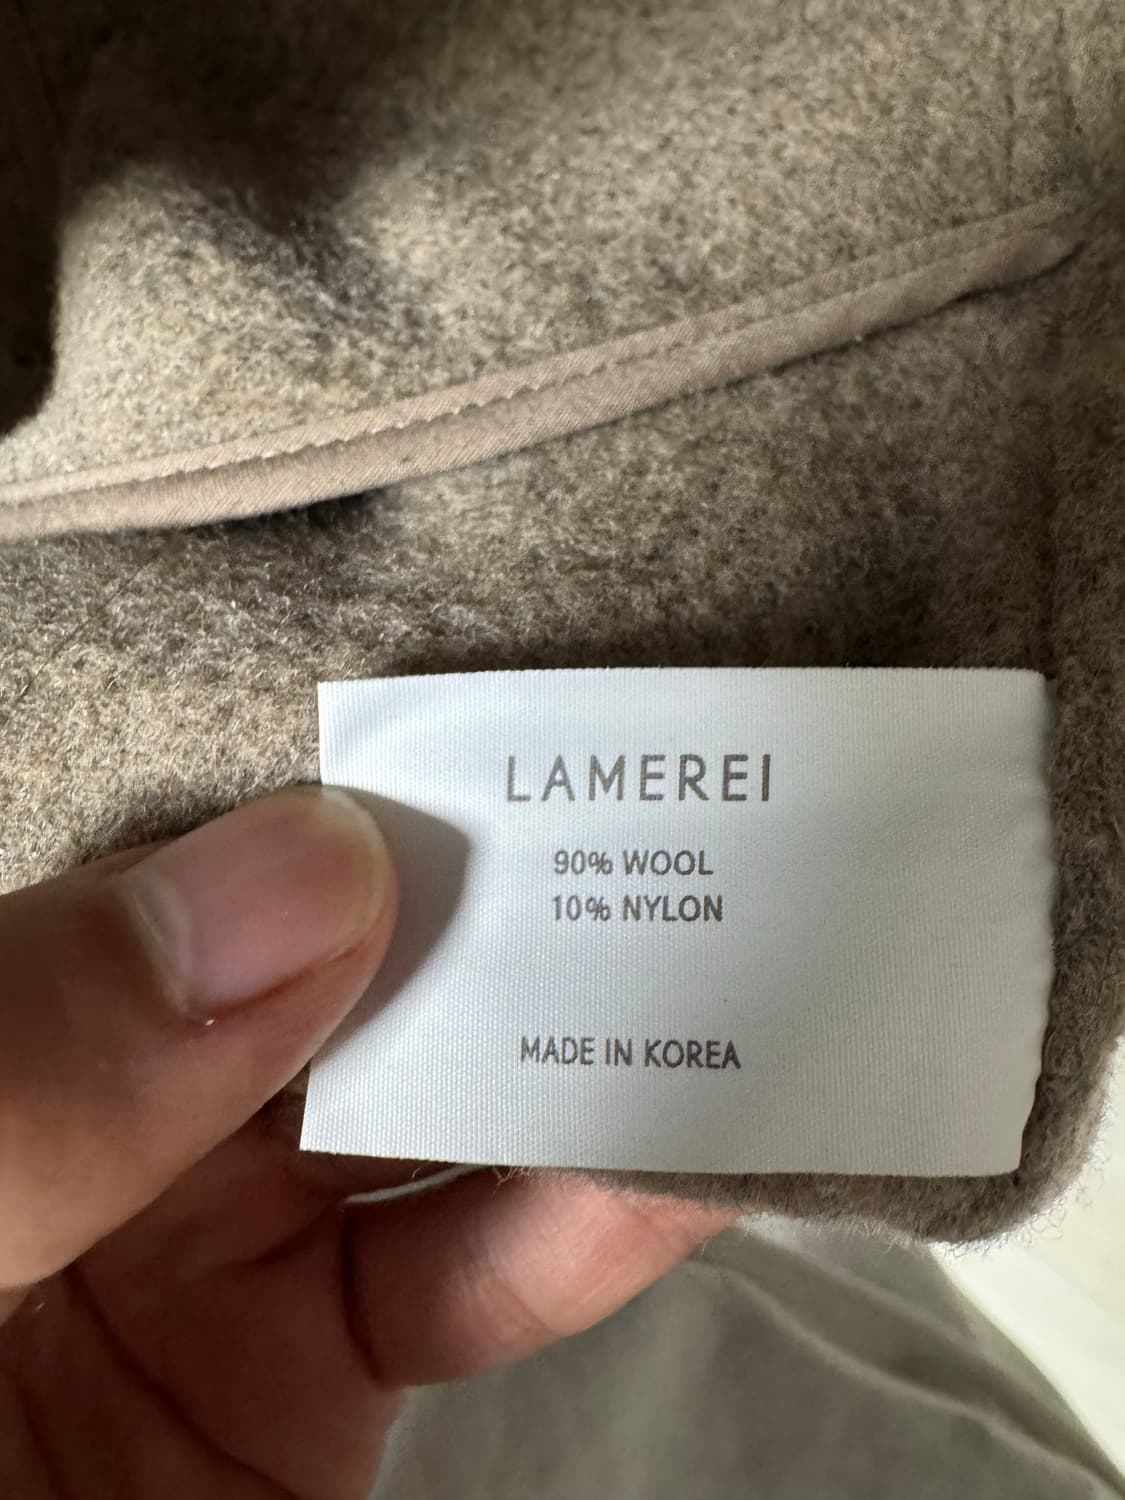 LAMEREI
90% WOOL
10% NYLON
MADE IN KOREA